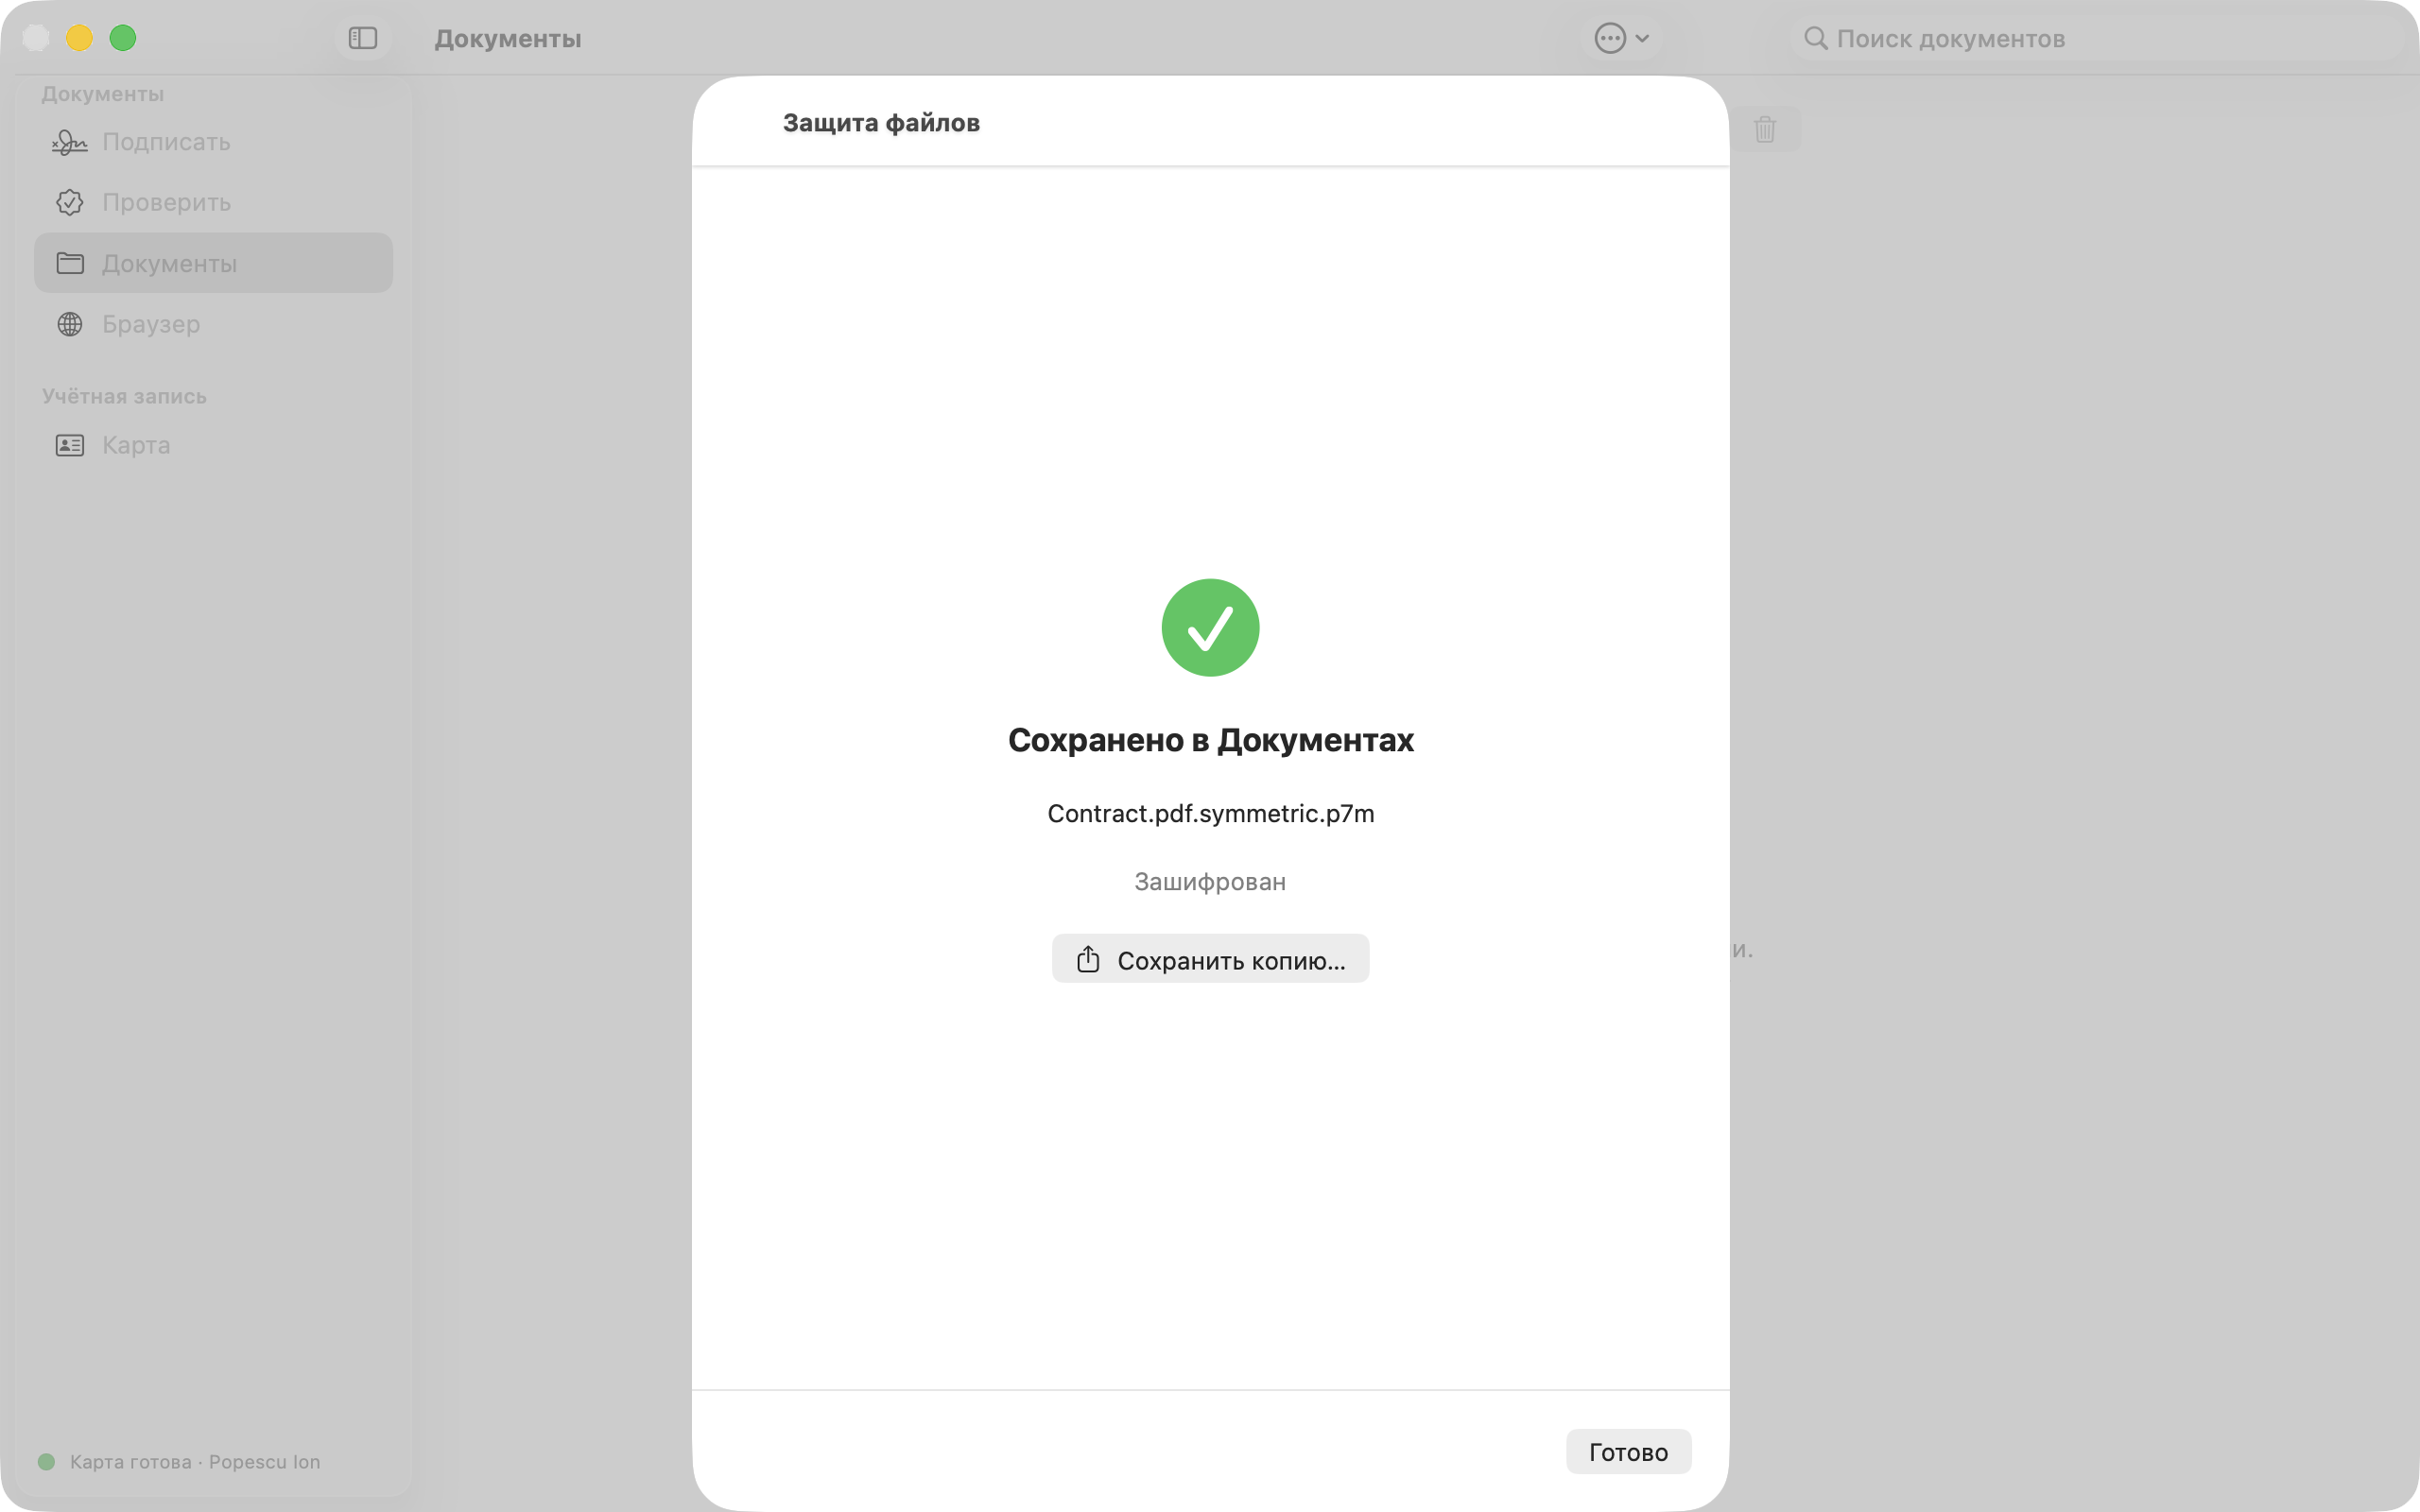 Документы
Поиск документов
Документы
Подписать
Проверить
Документы
Браузер
Учётная запись
Карта
Карта готова · Popescu Ion
Защита файлов
Сохранено в Документах
Contract.pdf.symmetric.p7m
Зашифрован
Сохранить копию...
и.
Готово